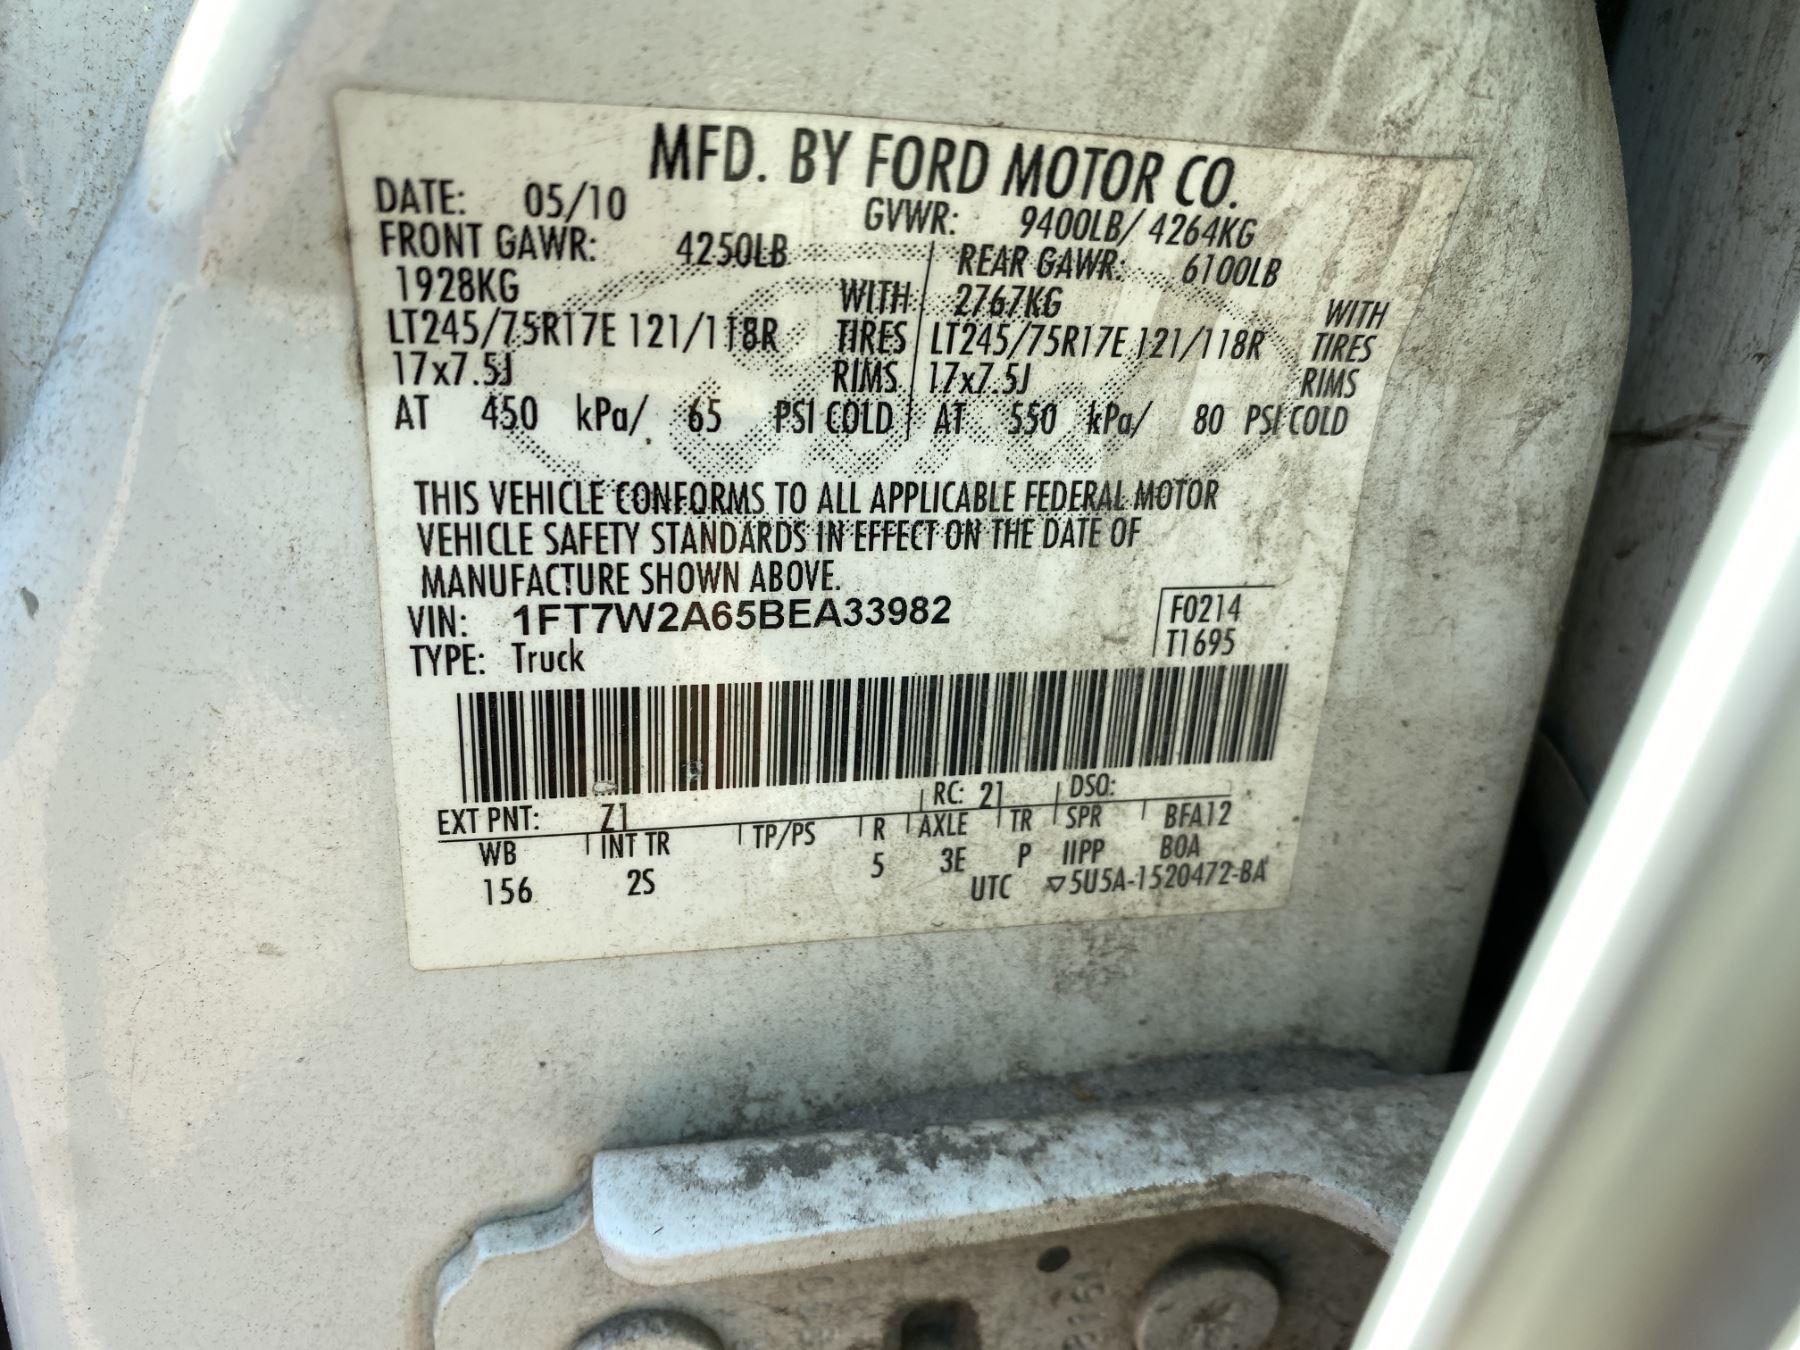 MFD. BY FORD MOTOR CO.
DATE: 05/10 GVWR: 9400LB/ 4264KG
FRONT GAWR: 4250LB REAR GAWR: 6100LB
1928KG WITH 2767KG WITH
LT245/75R17E 121/118R TIRES LT245/75R17E 121/118R TIRES
17x7.5J RIMS 17x7.5J RIMS
AT 450 kPa/ 65 PSI COLD AT 550 kPa/ 80 PSI COLD
THIS VEHICLE CONFORMS TO ALL APPLICABLE FEDERAL MOTOR
VEHICLE SAFETY STANDARDS IN EFFECT ON THE DATE OF
MANUFACTURE SHOWN ABOVE.
VIN: 1FT7W2A65BEA33982 F0214
TYPE: Truck T1695
EXT PNT: Z1 RC: 21 DSO:
WB INT TR TP/PS R AXLE TR SPR BFA12
156 2S 5 3E P IIPP BOA
UTC ▽5U5A-1520472-BA